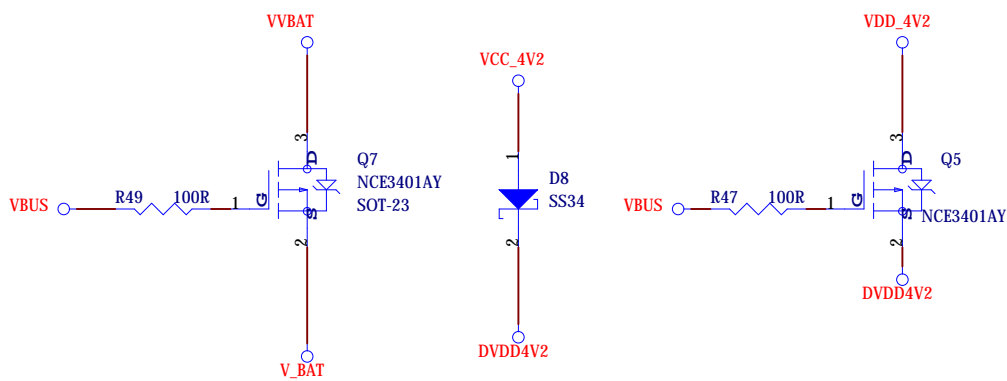 VVBAT
3
D
Q7
NCE3401AY
SOT-23
R49 100R
VBUS
1
G
S
2
V_BAT
VCC_4V2
1
D8
SS34
2
DVDD4V2
VDD_4V2
3
D
Q5
R47 100R
VBUS
1
G
S
NCE3401AY
2
DVDD4V2